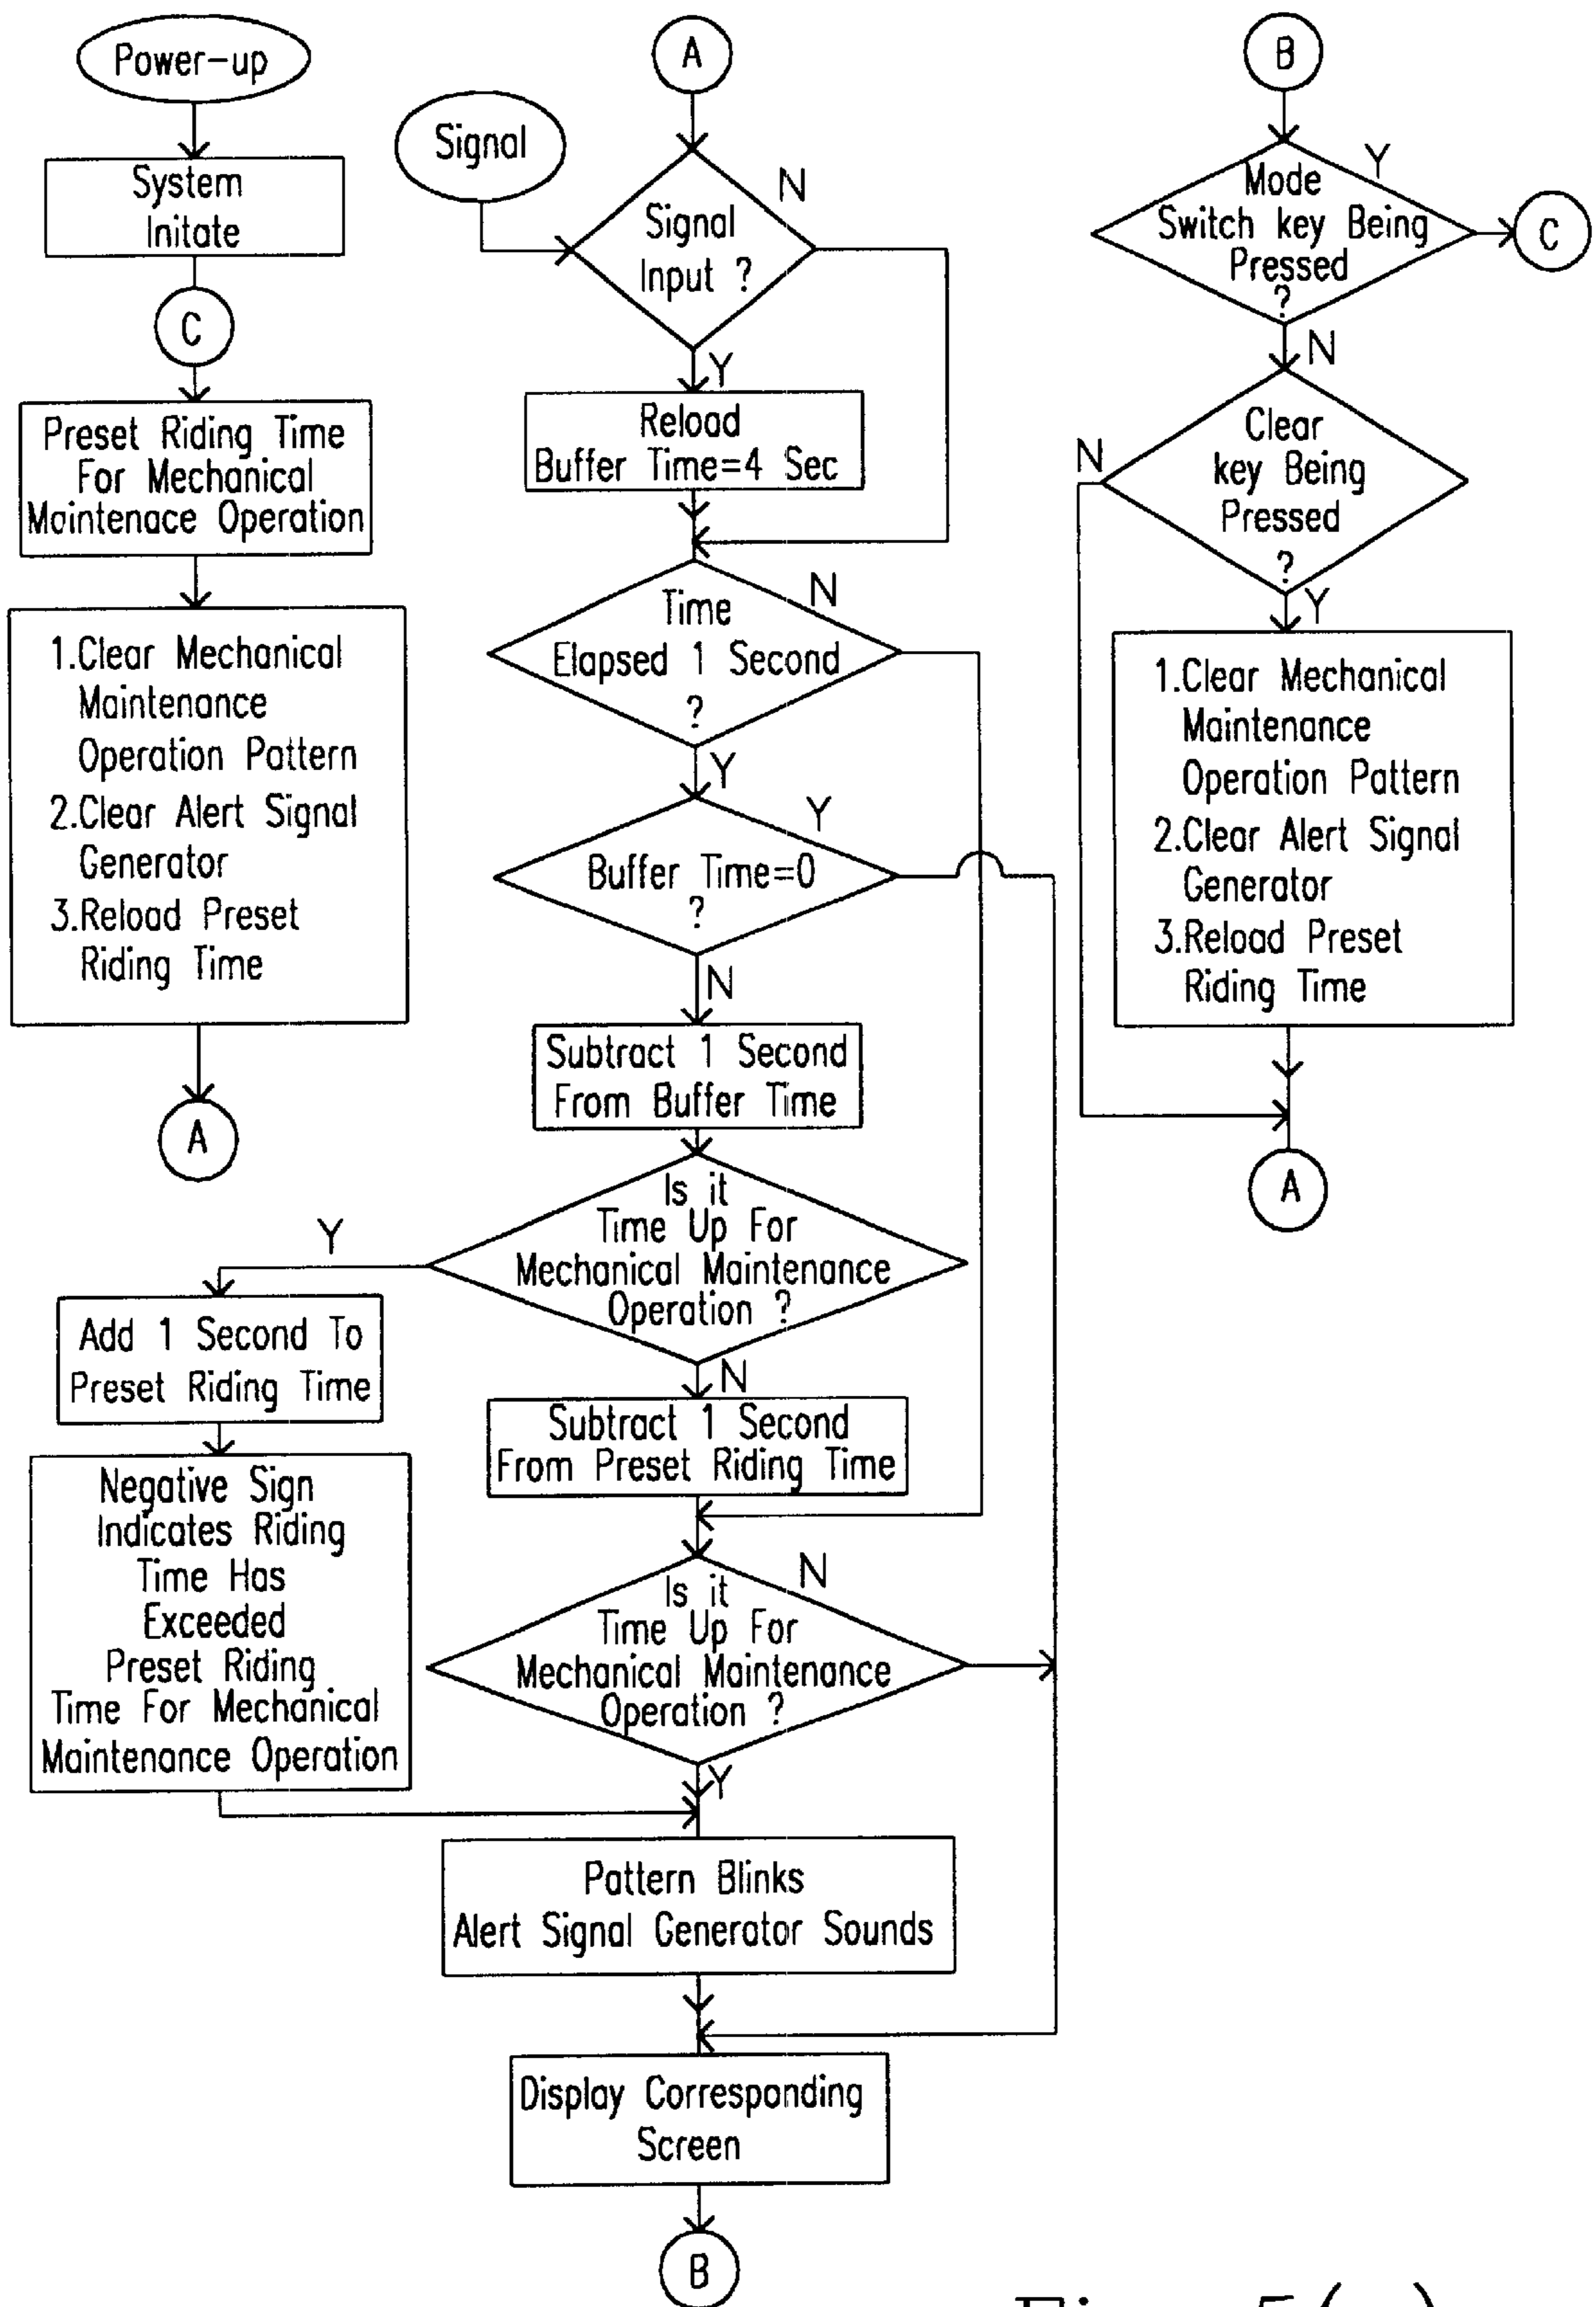 Power-up
System
Initate
C
Preset Riding Time
For Mechanical
Maintenace Operation
1.Clear Mechanical
Maintenance
Operation Pattern
2.Clear Alert Signal
Generator
3.Reload Preset
Riding Time
A
A
Signal
Signal
Input ?
N
Y
Reload
Buffer Time=4 Sec
Time
Elapsed 1 Second
?
N
Y
Buffer Time=0
?
Y
N
Subtract 1 Second
From Buffer Time
Is it
Time Up For
Mechanical Maintenance
Operation ?
Y
N
Add 1 Second To
Preset Riding Time
Negative Sign
Indicates Riding
Time Has
Exceeded
Preset Riding
Time For Mechanical
Maintenance Operation
Subtract 1 Second
From Preset Riding Time
Is it
Time Up For
Mechanical Maintenance
Operation ?
N
Y
Pattern Blinks
Alert Signal Generator Sounds
Display Corresponding
Screen
B
B
Mode
Switch key Being
Pressed
?
Y
C
N
Clear
key Being
Pressed
?
N
Y
1.Clear Mechanical
Maintenance
Operation Pattern
2.Clear Alert Signal
Generator
3.Reload Preset
Riding Time
A